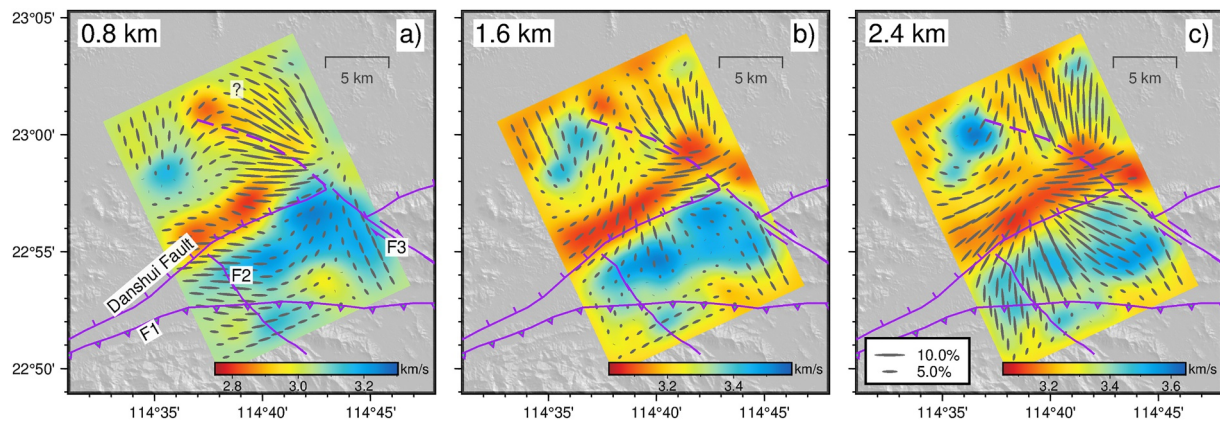 0.8 km
a)
1.6 km
b)
2.4 km
c)
23°05'
23°00'
22°55'
22°50'
5 km
5 km
5 km
?
Danshui Fault
F1
F2
F3
2.8
3.0
3.2
km/s
3.2
3.4
km/s
10.0%
5.0%
3.2
3.4
3.6
km/s
114°35'
114°40'
114°45'
114°35'
114°40'
114°45'
114°35'
114°40'
114°45'